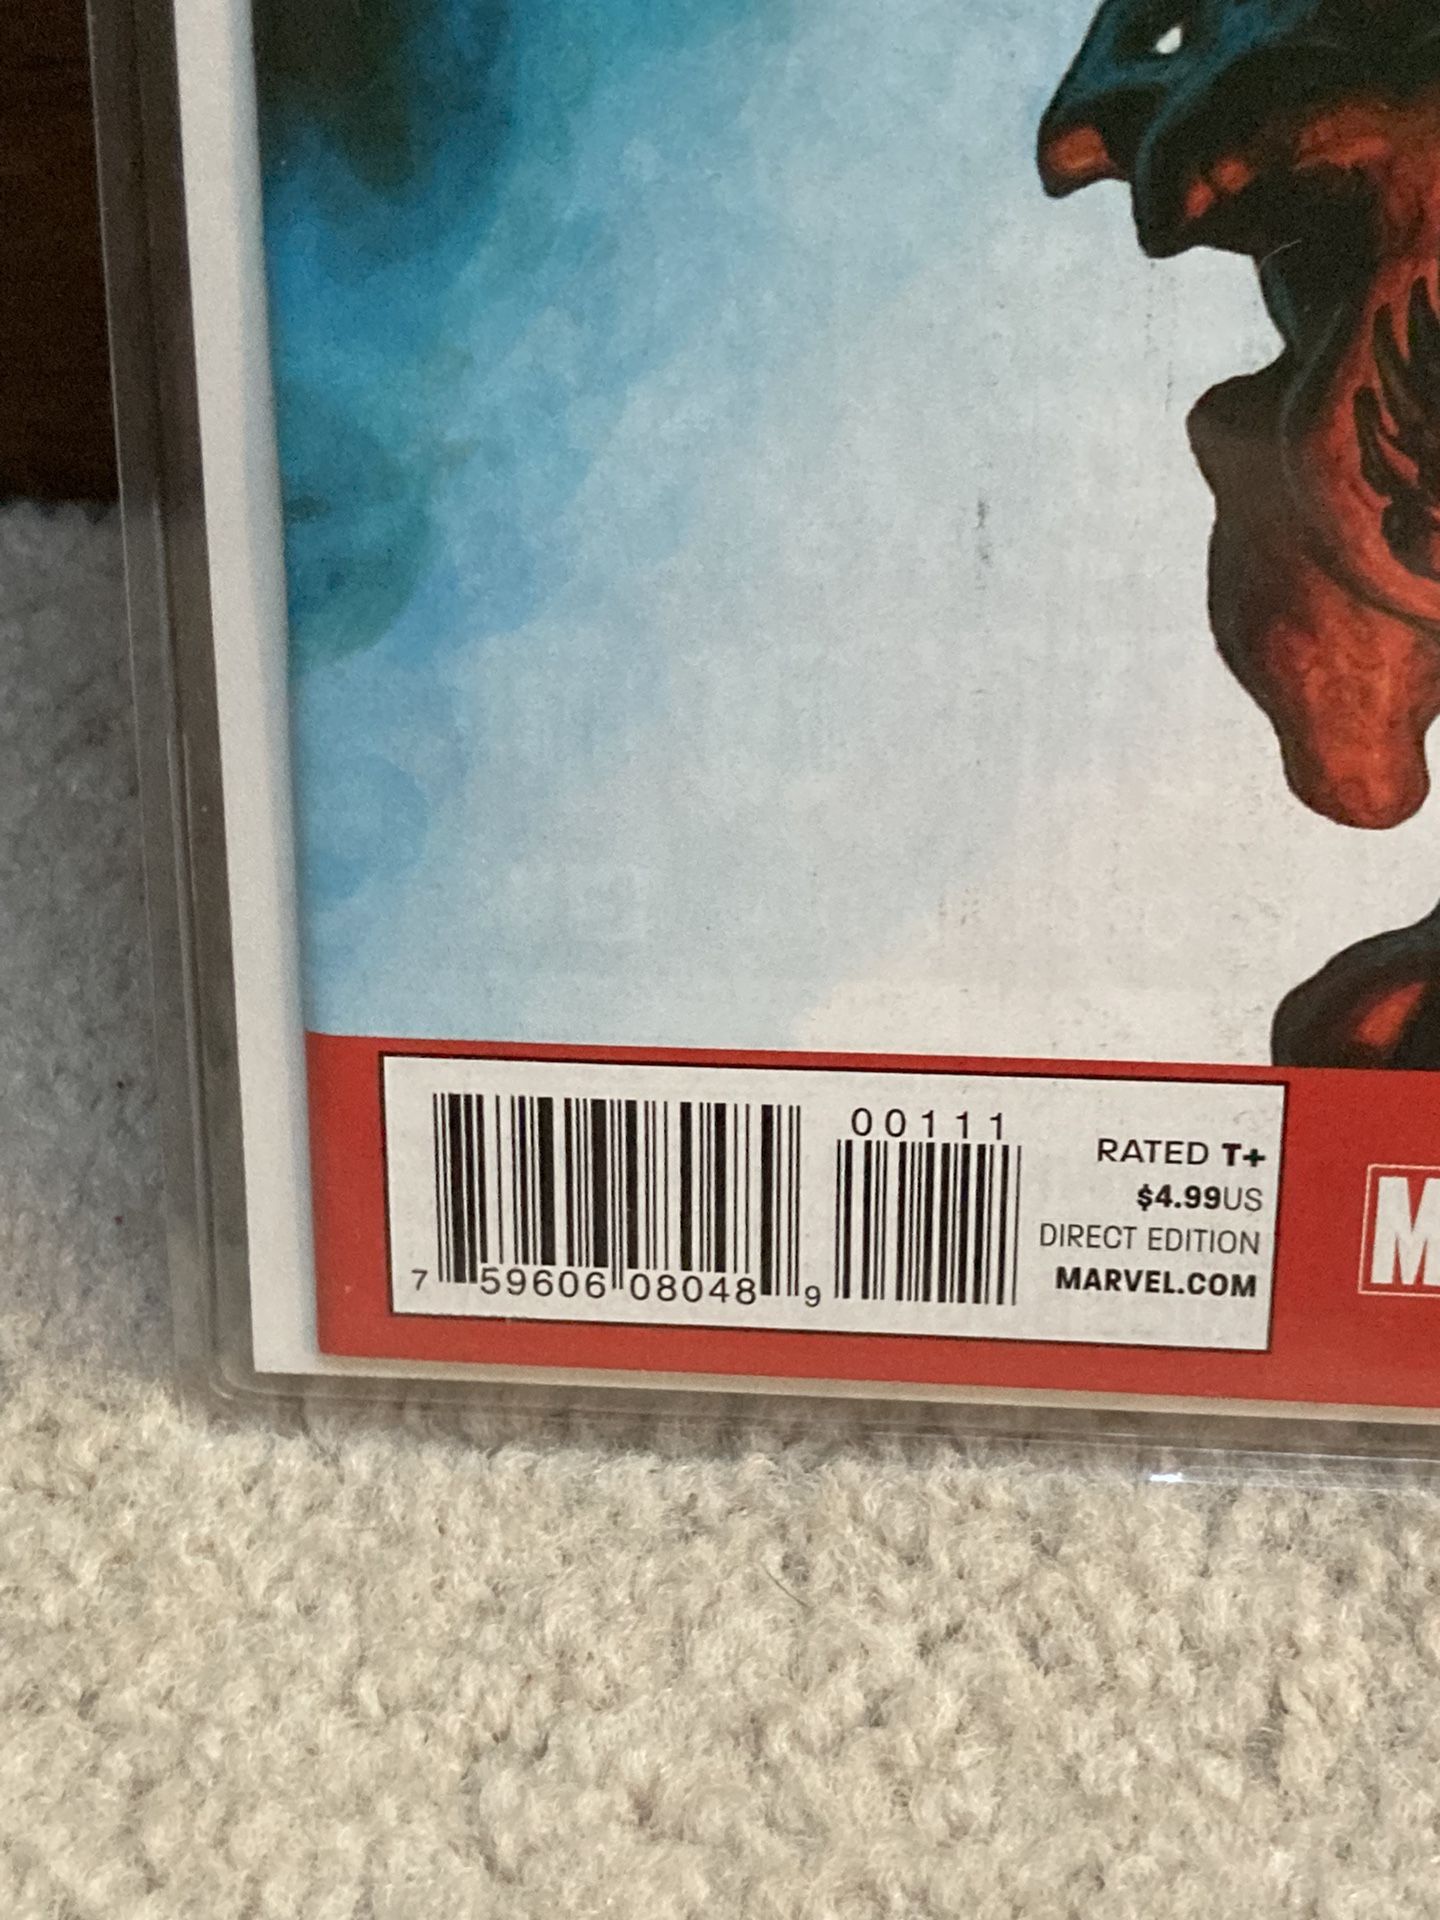 00111
RATED T+
$4.99US
DIRECT EDITION
MARVEL.COM
7 59606 08048 9
M